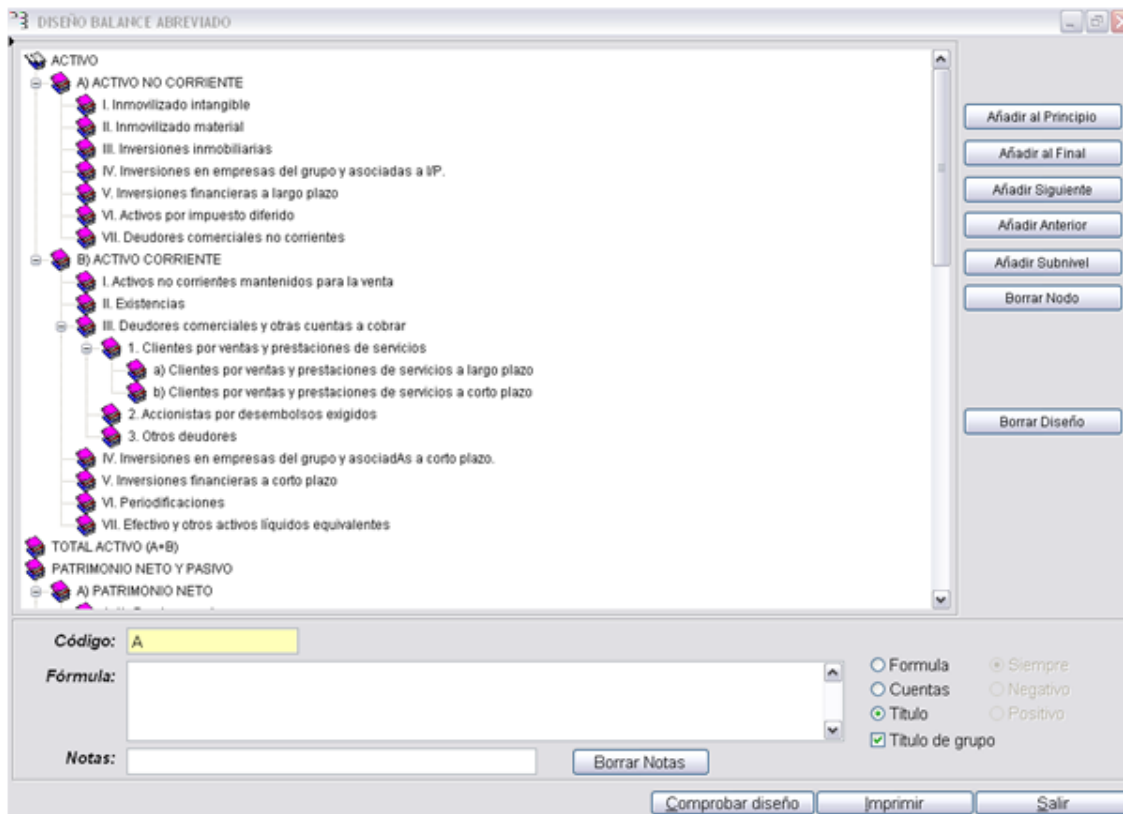 DISEÑO BALANCE ABREVIADO
ACTIVO
A) ACTIVO NO CORRIENTE
I. Inmovilizado intangible
II. Inmovilizado material
III. Inversiones inmobiliarias
IV. Inversiones en empresas del grupo y asociadas a l/P.
V. Inversiones financieras a largo plazo
VI. Activos por impuesto diferido
VII. Deudores comerciales no corrientes
B) ACTIVO CORRIENTE
I. Activos no corrientes mantenidos para la venta
II. Existencias
III. Deudores comerciales y otras cuentas a cobrar
1. Clientes por ventas y prestaciones de servicios
a) Clientes por ventas y prestaciones de servicios a largo plazo
b) Clientes por ventas y prestaciones de servicios a corto plazo
2. Accionistas por desembolsos exigidos
3. Otros deudores
IV. Inversiones en empresas del grupo y asociadAs a corto plazo.
V. Inversiones financieras a corto plazo
VI. Periodificaciones
VII. Efectivo y otros activos líquidos equivalentes
TOTAL ACTIVO (A+B)
PATRIMONIO NETO Y PASIVO
A) PATRIMONIO NETO
Añadir al Principio
Añadir al Final
Añadir Siguiente
Añadir Anterior
Añadir Subnivel
Borrar Nodo
Borrar Diseño
Código: A
Fórmula:
Notas:
Borrar Notas
Formula
Siempre
Cuentas
Negativo
Título
Positivo
Título de grupo
Comprobar diseño
Imprimir
Salir